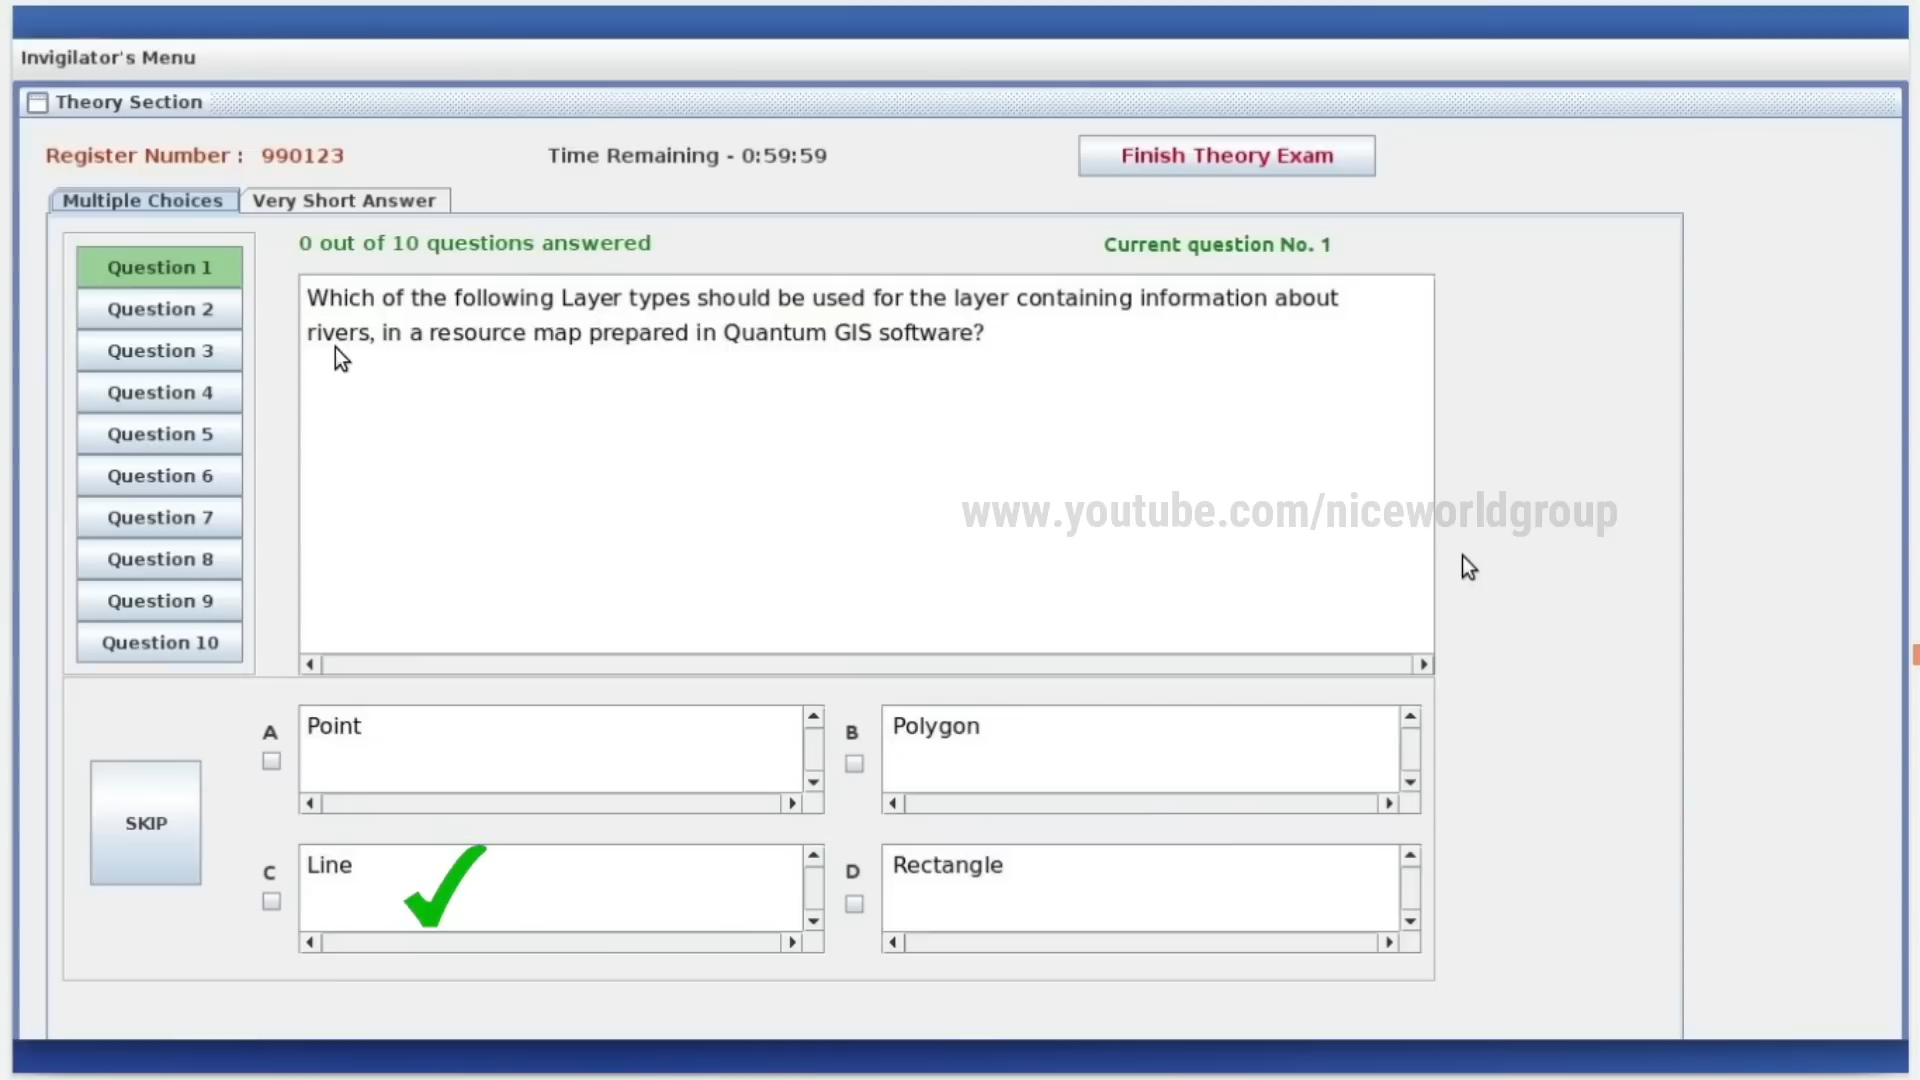 Invigilator's Menu
Theory Section
Register Number : 990123
Time Remaining - 0:59:59
Finish Theory Exam
Multiple Choices
Very Short Answer
0 out of 10 questions answered
Current question No. 1
Question 1
Question 2
Question 3
Question 4
Question 5
Question 6
Question 7
Question 8
Question 9
Question 10
Which of the following Layer types should be used for the layer containing information about
rivers, in a resource map prepared in Quantum GIS software?
www.youtube.com/niceworldgroup
SKIP
A
Point
B
Polygon
C
Line
D
Rectangle